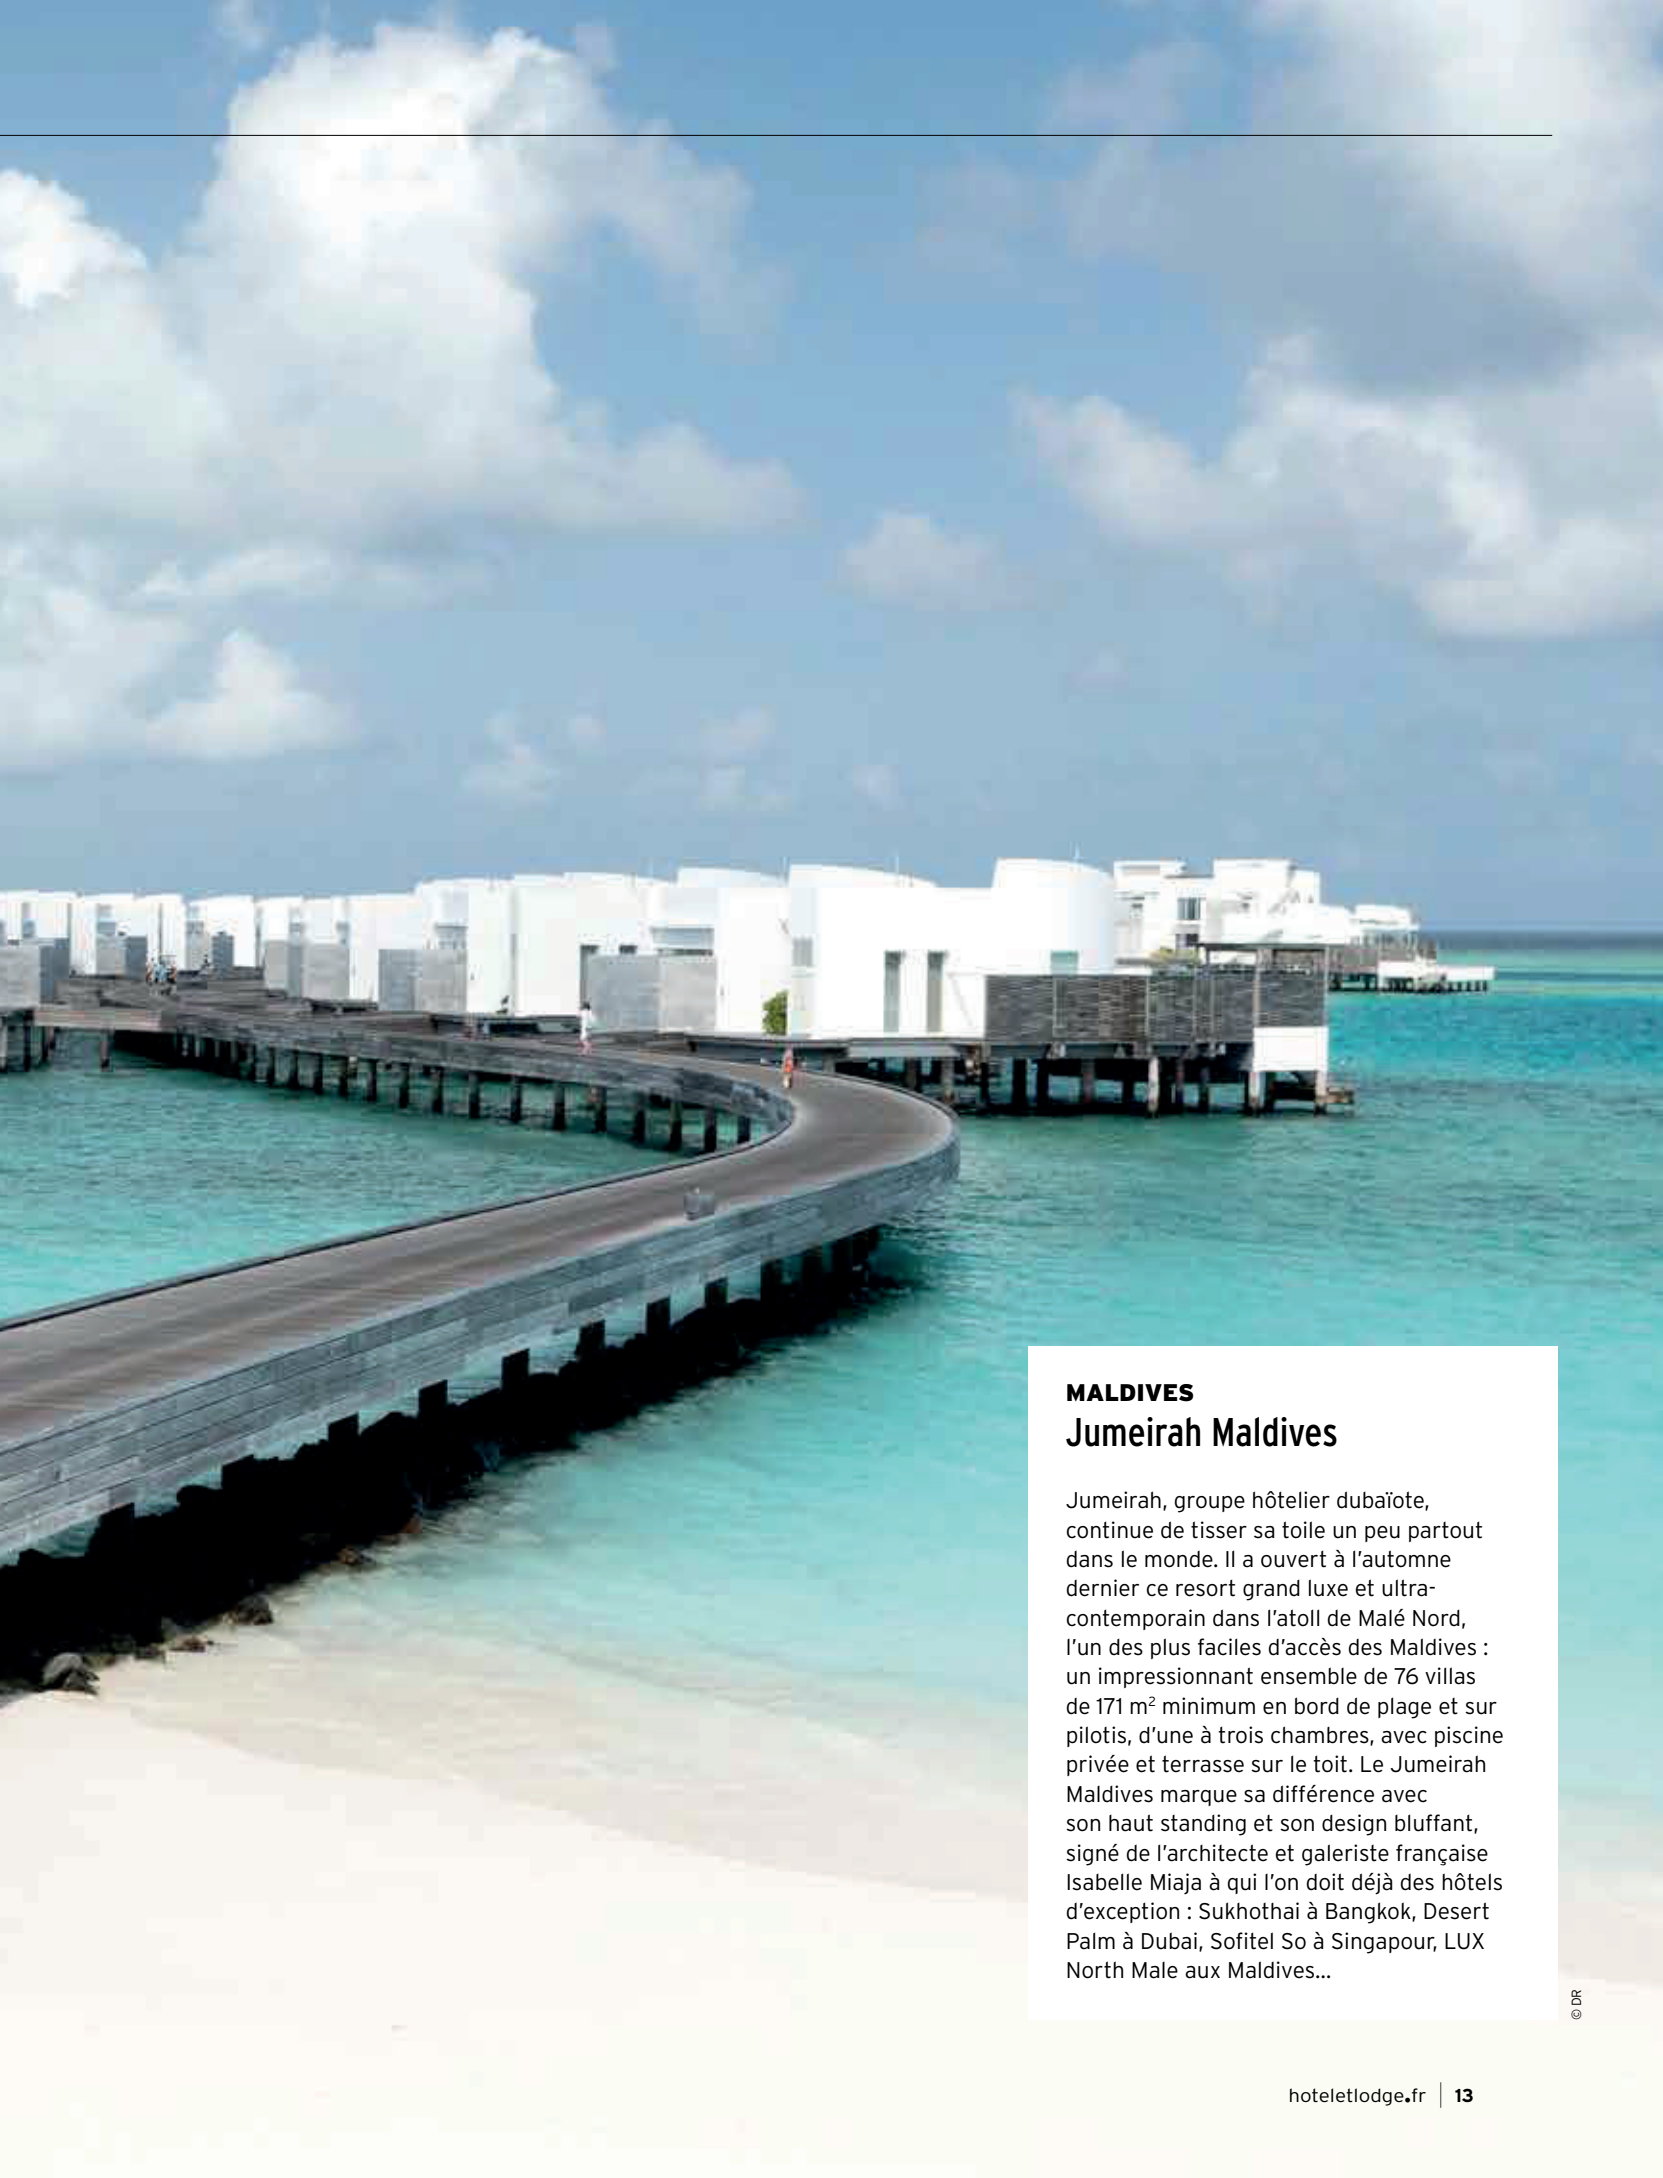 MALDIVES
Jumeirah Maldives
Jumeirah, groupe hôtelier dubaïote,
continue de tisser sa toile un peu partout
dans le monde. Il a ouvert à l’automne
dernier ce resort grand luxe et ultra-
contemporain dans l’atoll de Malé Nord,
l’un des plus faciles d’accès des Maldives :
un impressionnant ensemble de 76 villas
de 171 m² minimum en bord de plage et sur
pilotis, d’une à trois chambres, avec piscine
privée et terrasse sur le toit. Le Jumeirah
Maldives marque sa différence avec
son haut standing et son design bluffant,
signé de l’architecte et galeriste française
Isabelle Miaja à qui l’on doit déjà des hôtels
d’exception : Sukhothai à Bangkok, Desert
Palm à Dubai, Sofitel So à Singapour, LUX
North Male aux Maldives...
© DR
hoteletlodge.fr | 13